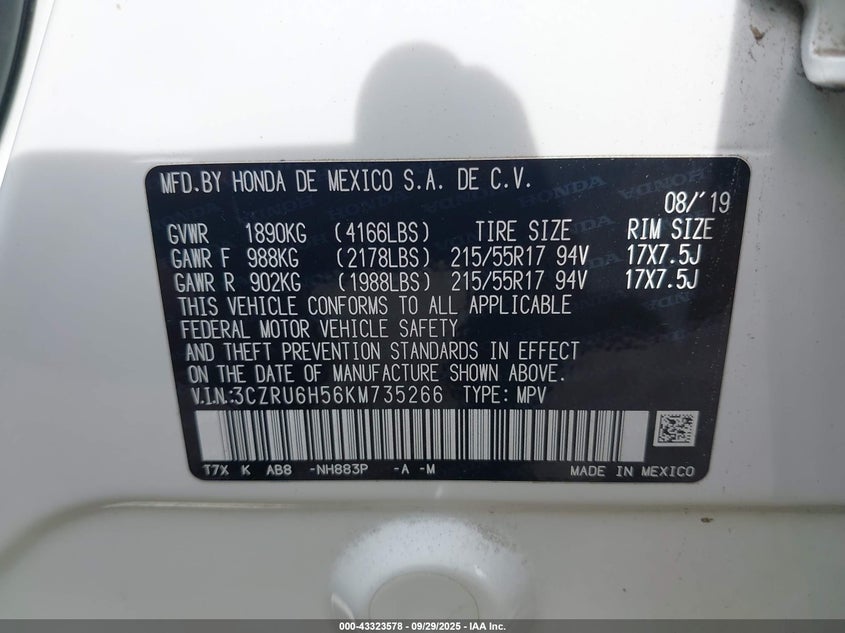 MFD.BY HONDA DE MEXICO S.A. DE C.V.
08/'19
GVWR 1890KG (4166LBS) TIRE SIZE RIM SIZE
GAWR F 988KG (2178LBS) 215/55R17 94V 17X7.5J
GAWR R 902KG (1988LBS) 215/55R17 94V 17X7.5J
THIS VEHICLE CONFORMS TO ALL APPLICABLE
FEDERAL MOTOR VEHICLE SAFETY
AND THEFT PREVENTION STANDARDS IN EFFECT
ON THE DATE OF MANUFACTURE SHOWN ABOVE.
V.I.N.:3CZRU6H56KM735266 TYPE: MPV
T7X K AB8 -NH883P -A -M MADE IN MEXICO
000-43323578 - 09/29/2025 - IAA Inc.